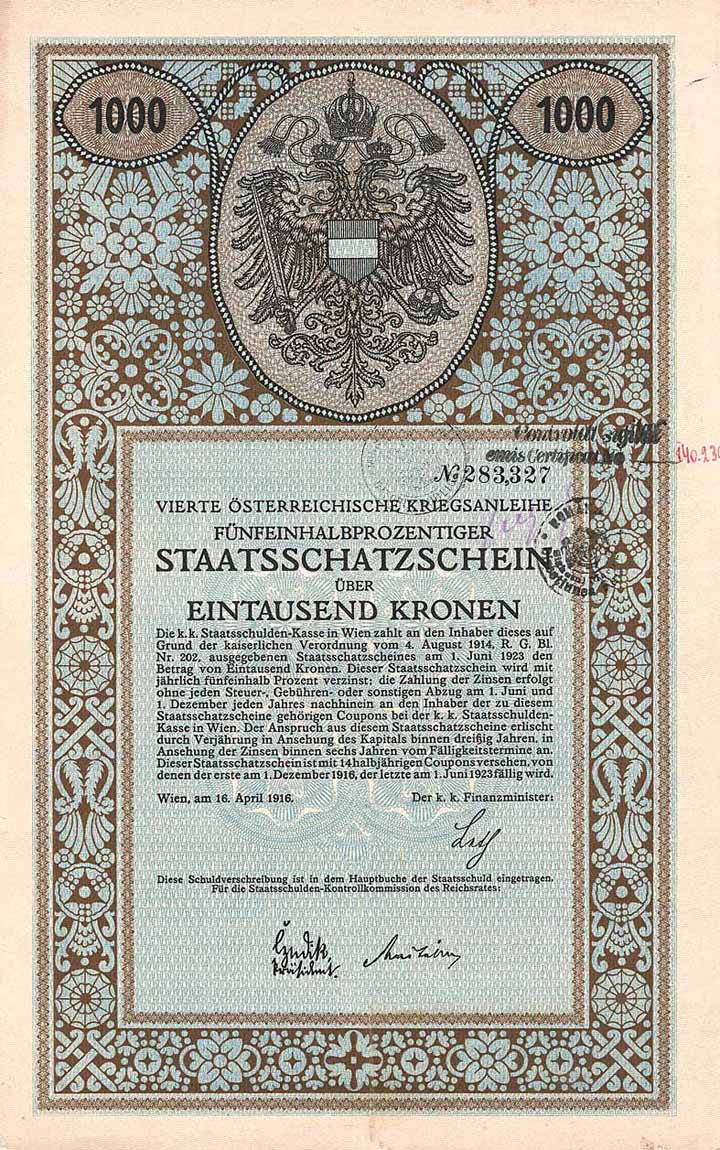 1000 1000
№ 283,327
VIERTE ÖSTERREICHISCHE KRIEGSANLEIHE
FÜNFEINHALBPROZENTIGER
STAATSSCHATZSCHEIN
ÜBER
EINTAUSEND KRONEN
Die k. k. Staatsschulden-Kasse in Wien zahlt an den Inhaber dieses auf
Grund der kaiserlichen Verordnung vom 4. August 1914, R. G. Bl.
Nr. 202, ausgegebenen Staatsschatzscheines am 1. Juni 1923 den
Betrag von Eintausend Kronen. Dieser Staatsschatzschein wird mit
jährlich fünfeinhalb Prozent verzinst; die Zahlung der Zinsen erfolgt
ohne jeden Steuer-, Gebühren- oder sonstigen Abzug am 1. Juni und
1. Dezember jeden Jahres nachhinein an den Inhaber der zu diesem
Staatsschatzscheine gehörigen Coupons bei der k. k. Staatsschulden-
Kasse in Wien. Der Anspruch aus diesem Staatsschatzscheine erlischt
durch Verjährung in Ansehung des Kapitals binnen dreißig Jahren, in
Ansehung der Zinsen binnen sechs Jahren vom Fälligkeitstermine an.
Dieser Staatsschatzschein ist mit 14 halbjährigen Coupons versehen, von
denen der erste am 1. Dezember 1916, der letzte am 1. Juni 1923 fällig wird.
Wien, am 16. April 1916. Der k. k. Finanzminister:
Diese Schuldverschreibung ist in dem Hauptbuche der Staatsschuld eingetragen.
Für die Staatsschulden-Kontrollkommission des Reichsrates:
Präsident.